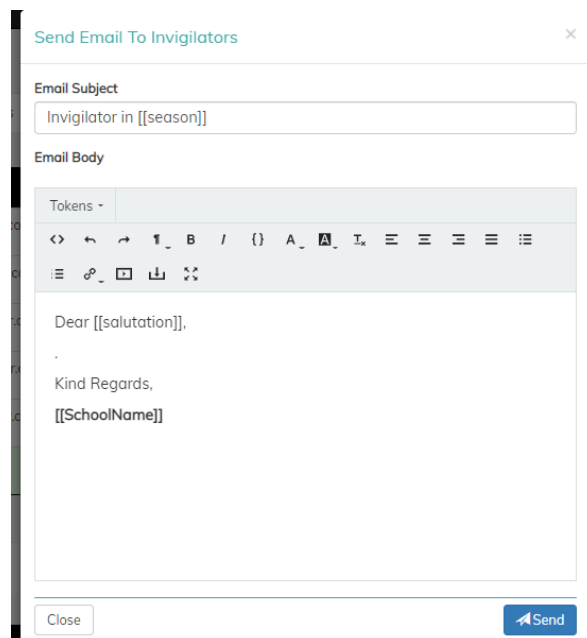 Send Email To Invigilators
×
Email Subject
Invigilator in [[season]]
Email Body
Tokens
Dear [[salutation]],
.
Kind Regards,
[[SchoolName]]
Close
Send